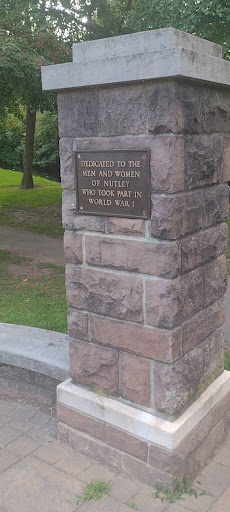 DEDICATED TO THE
MEN AND WOMEN
OF NUTLEY
WHO TOOK PART IN
WORLD WAR I